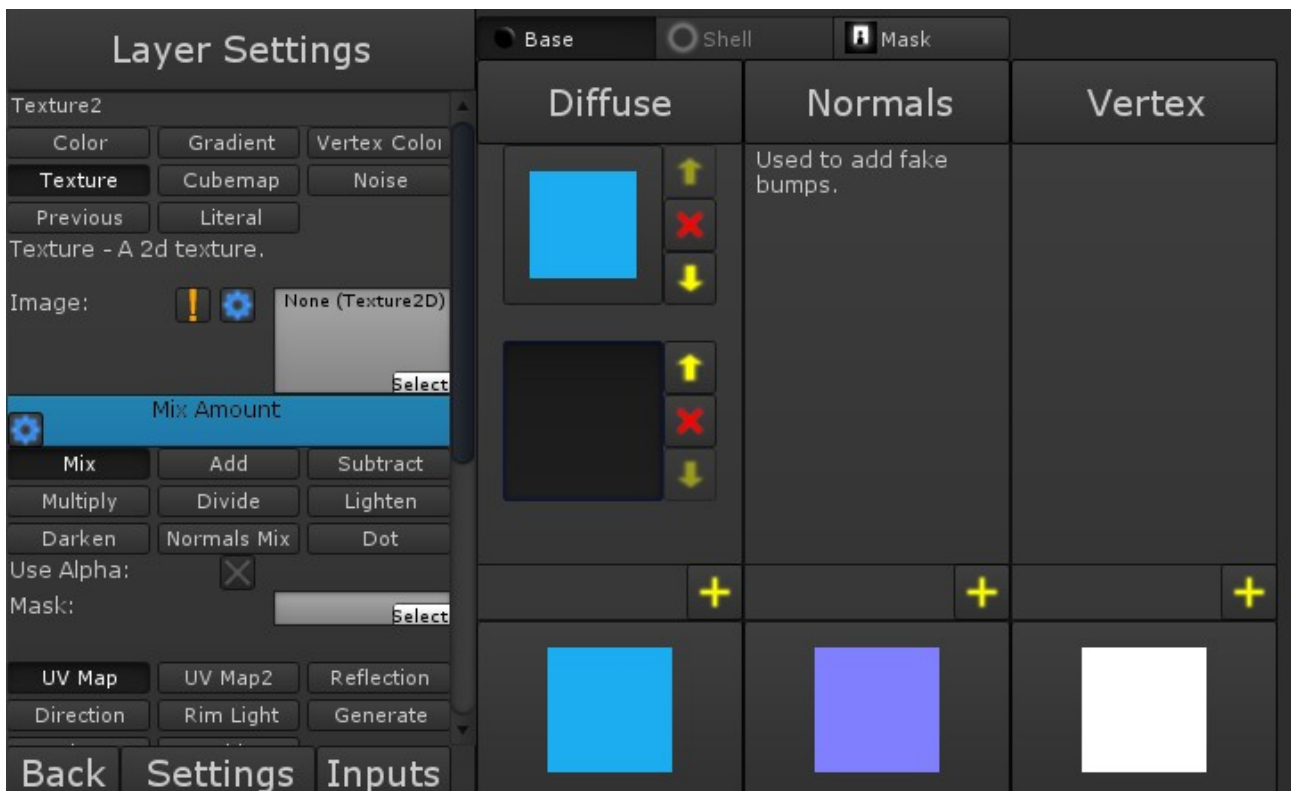 Layer Settings
Texture2
Color Gradient Vertex Color
Texture Cubemap Noise
Previous Literal
Texture - A 2d texture.
Image: None (Texture2D)
Select
Mix Amount
Mix Add Subtract
Multiply Divide Lighten
Darken Normals Mix Dot
Use Alpha:
Mask: Select
UV Map UV Map2 Reflection
Direction Rim Light Generate
Back Settings Inputs
Base Shell Mask
Diffuse Normals Vertex
Used to add fake
bumps.